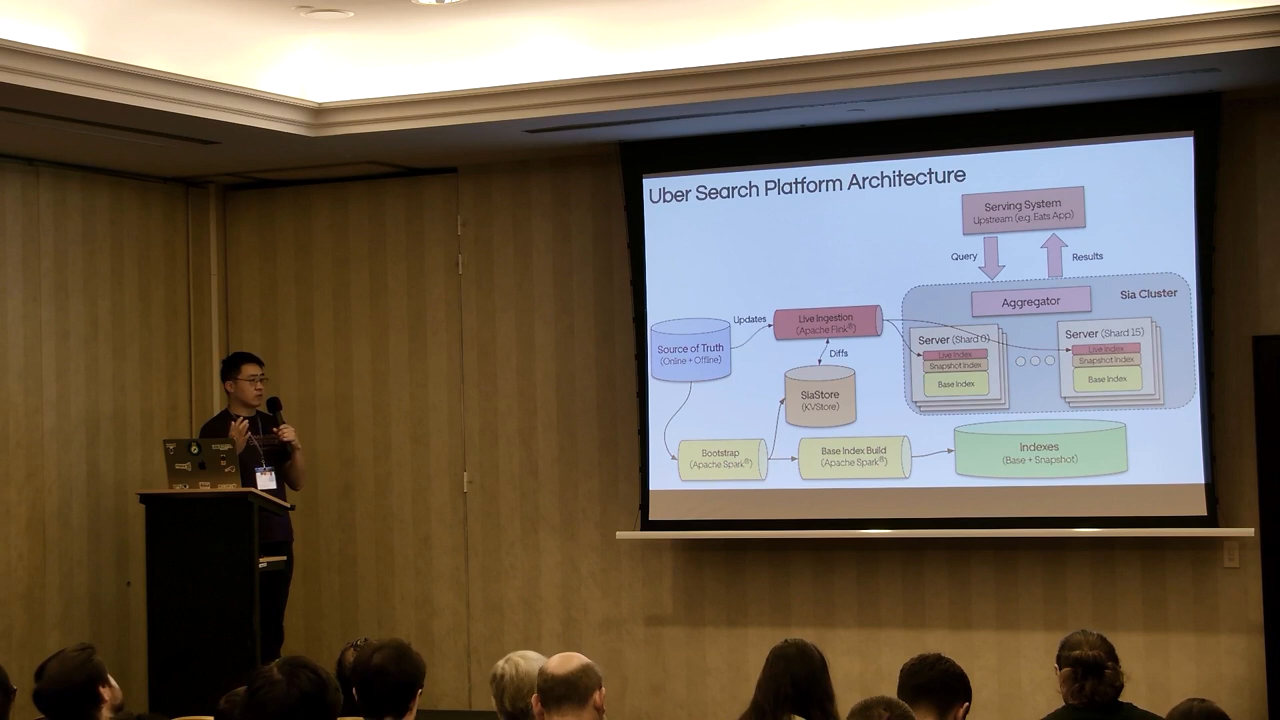 Uber Search Platform Architecture
Serving System
Upstream (e.g. Eats App)
Query
Results
Sia Cluster
Aggregator
Updates
Live Ingestion
(Apache Flink®)
Source of Truth
(Online + Offline)
Diffs
SiaStore
(KVStore)
Server (Shard 0)
Live Index
Snapshot Index
Base Index
Server (Shard 15)
Live Index
Snapshot Index
Base Index
Bootstrap
(Apache Spark®)
Base Index Build
(Apache Spark®)
Indexes
(Base + Snapshot)